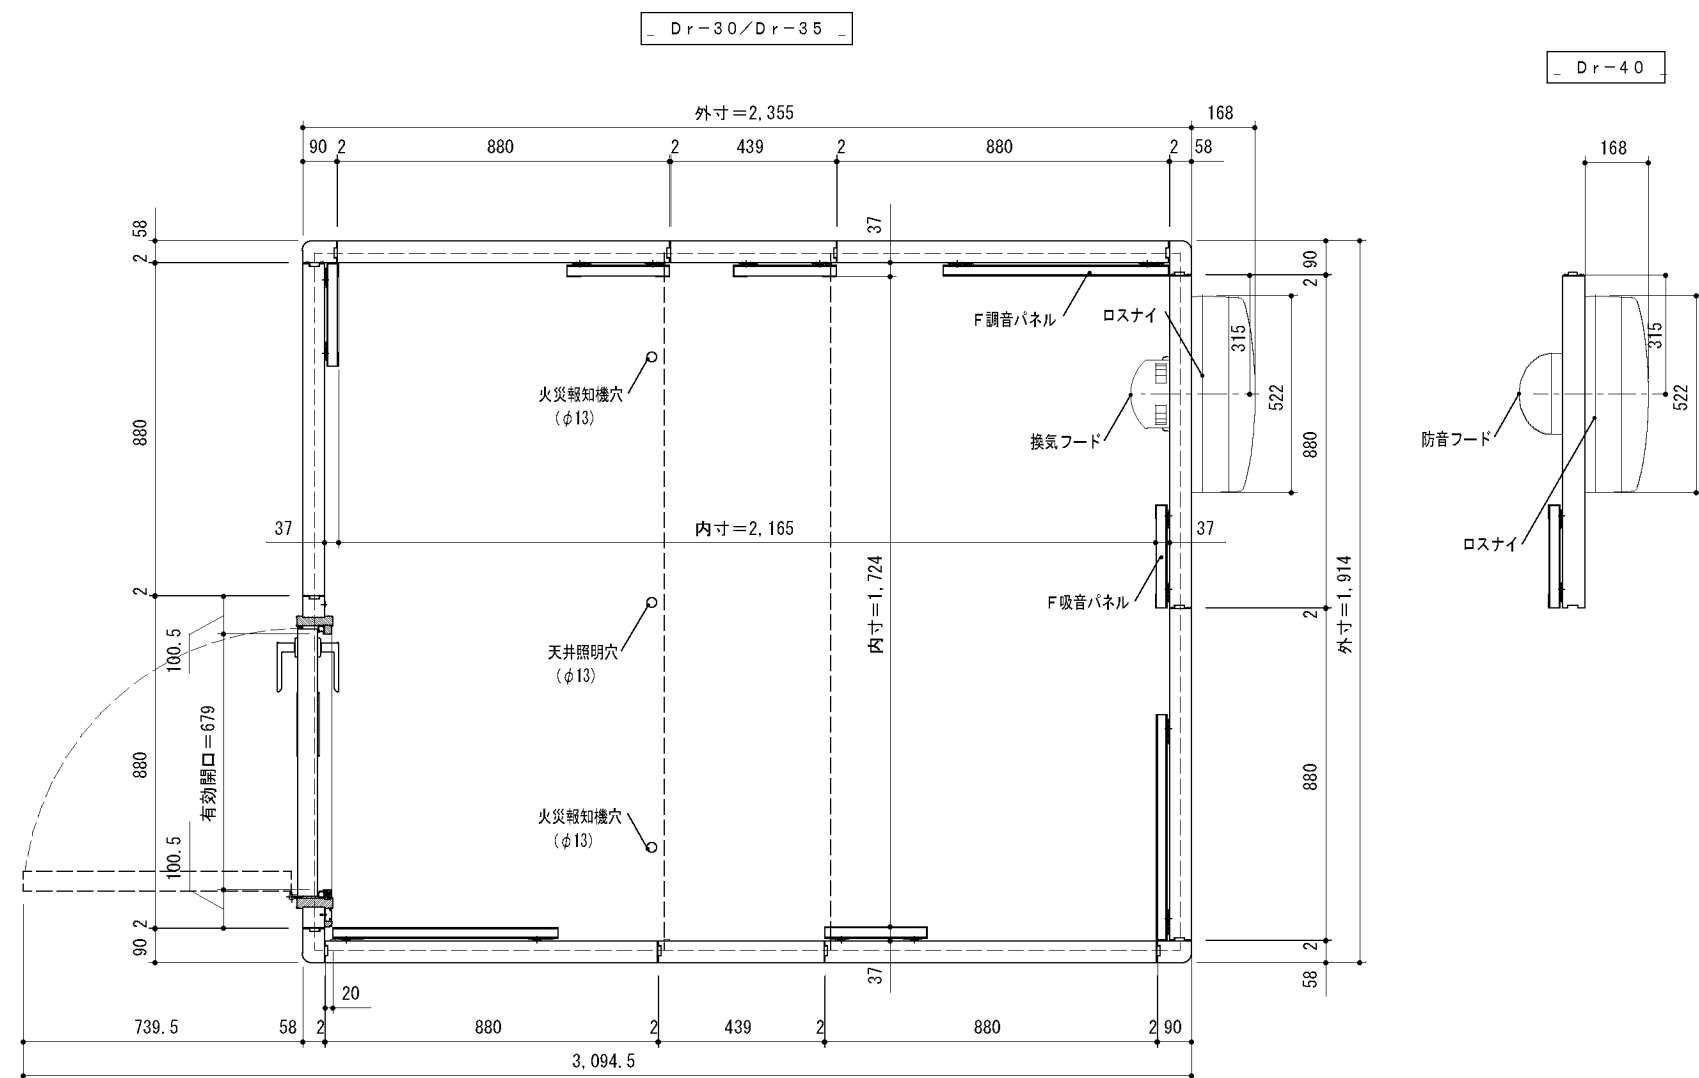 Dr－30／Dr－35
Dr－40
外寸＝2,355
168
90
2
880
2
439
2
880
2
58
168
58
2
37
90
2
F調音パネル
ロスナイ
315
522
315
522
火災報知機穴
（φ13）
換気フード
防音フード
880
880
37
内寸＝2,165
37
ロスナイ
内寸＝1,724
外寸＝1,914
F吸音パネル
2
2
100.5
天井照明穴
（φ13）
有効開口＝679
880
880
火災報知機穴
（φ13）
100.5
2
90
2
58
37
20
739.5
58
2
880
2
439
2
880
2
90
3,094.5